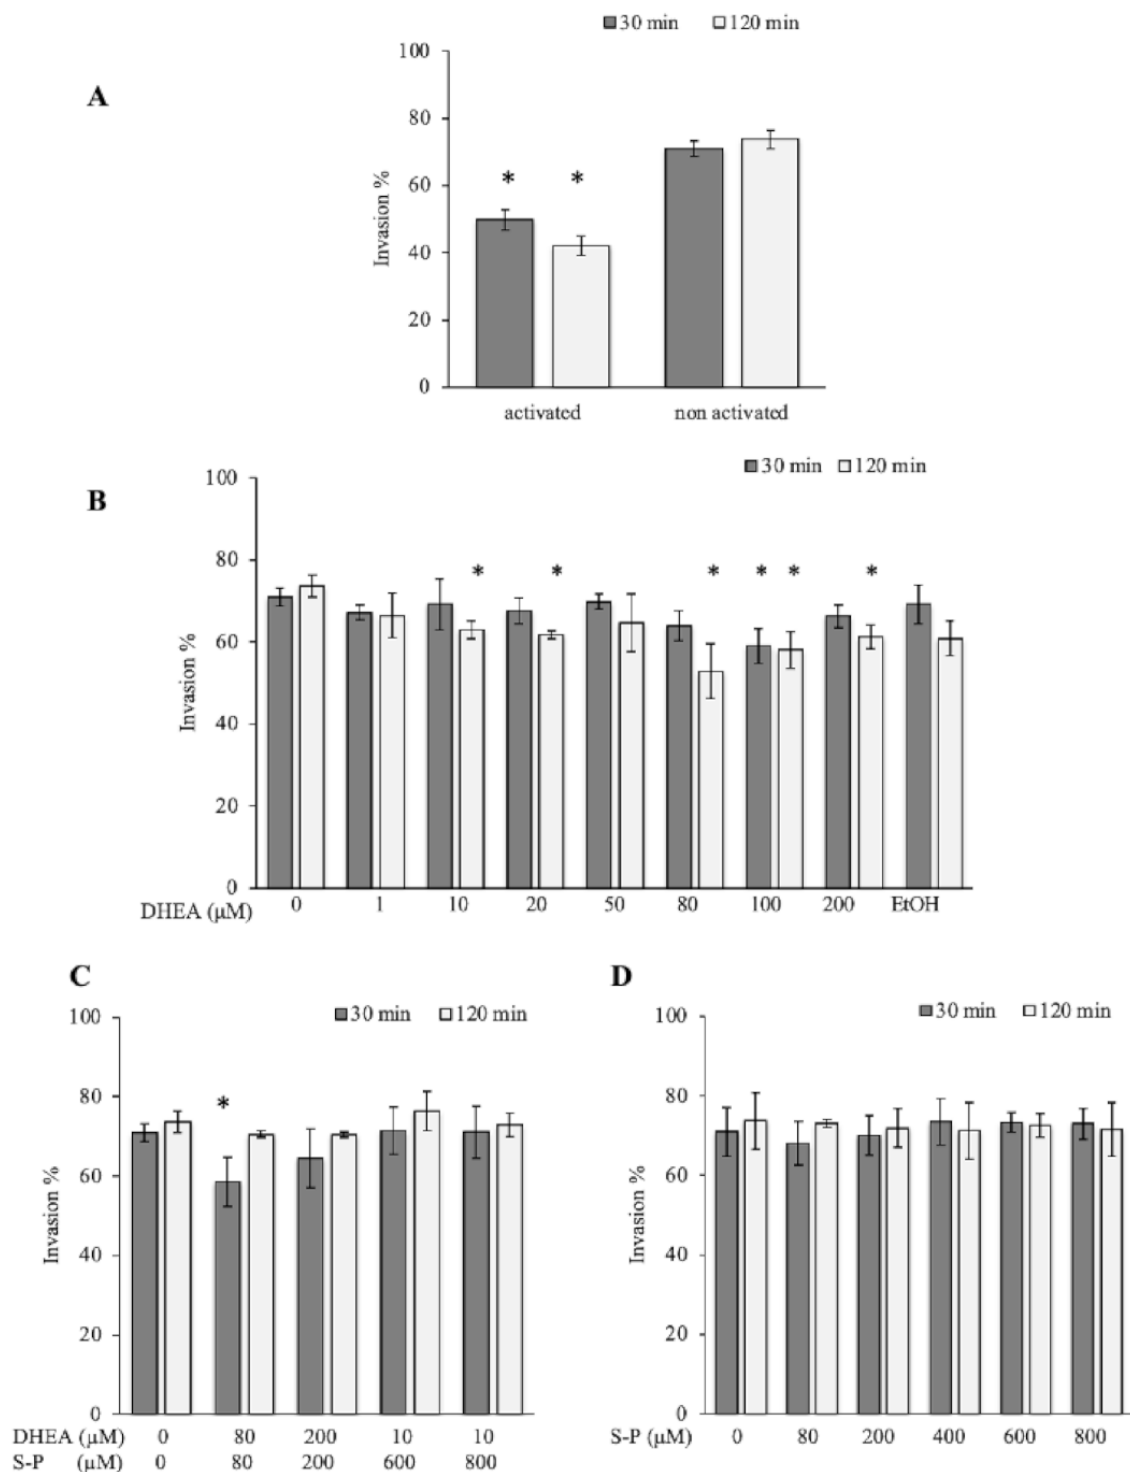 30 min 120 min
A
100
80
60
40
20
0
Invasion %
* *
activated non activated
30 min 120 min
B
100
80
60
40
20
0
Invasion %
* * * * * *
DHEA (µM) 0 1 10 20 50 80 100 200 EtOH
C
30 min 120 min
100
80
60
40
20
0
Invasion %
*
DHEA (µM) 0 80 200 10 10
S-P (µM) 0 80 200 600 800
D
30 min 120 min
100
80
60
40
20
0
Invasion %
S-P (µM) 0 80 200 400 600 800